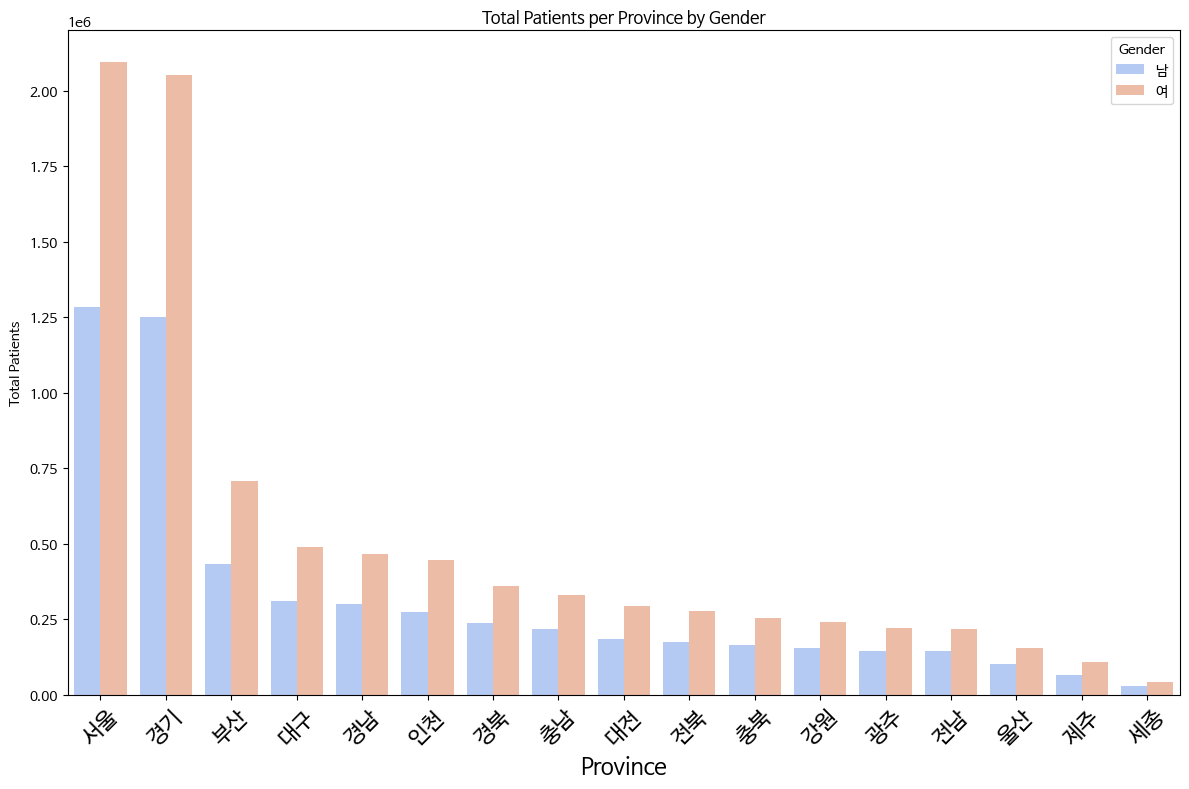 Total Patients per Province by Gender
1e6
Gender
남
여
2.00
1.75
1.50
1.25
1.00
0.75
0.50
0.25
0.00
Total Patients
서울 경기 부산 대구 경남 인천 경북 충남 대전 전북 충북 강원 광주 전남 울산 제주 세종
Province